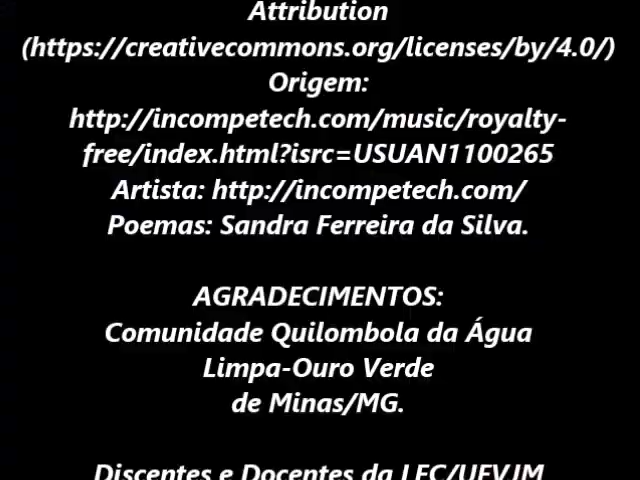 Attribution
(https://creativecommons.org/licenses/by/4.0/)
Origem:
http://incompetech.com/music/royalty-
free/index.html?isrc=USUAN1100265
Artista: http://incompetech.com/
Poemas: Sandra Ferreira da Silva.
AGRADECIMENTOS:
Comunidade Quilombola da Água
Limpa-Ouro Verde
de Minas/MG.
Discentes e Docentes da LEC/UFVJM